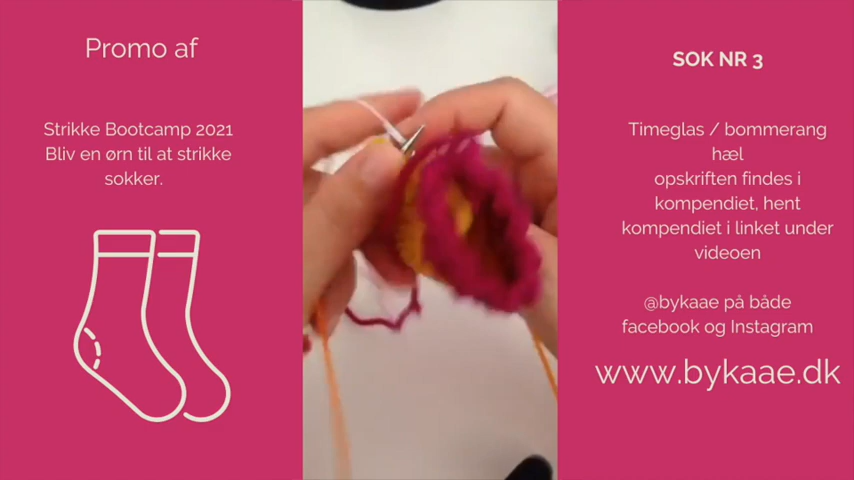 Promo af
Strikke Bootcamp 2021
Bliv en ørn til at strikke
sokker.
SOK NR 3
Timeglas / bommerang
hæl
opskriften findes i
kompendiet, hent
kompendiet i linket under
videoen
@bykaae på både
facebook og Instagram
www.bykaae.dk